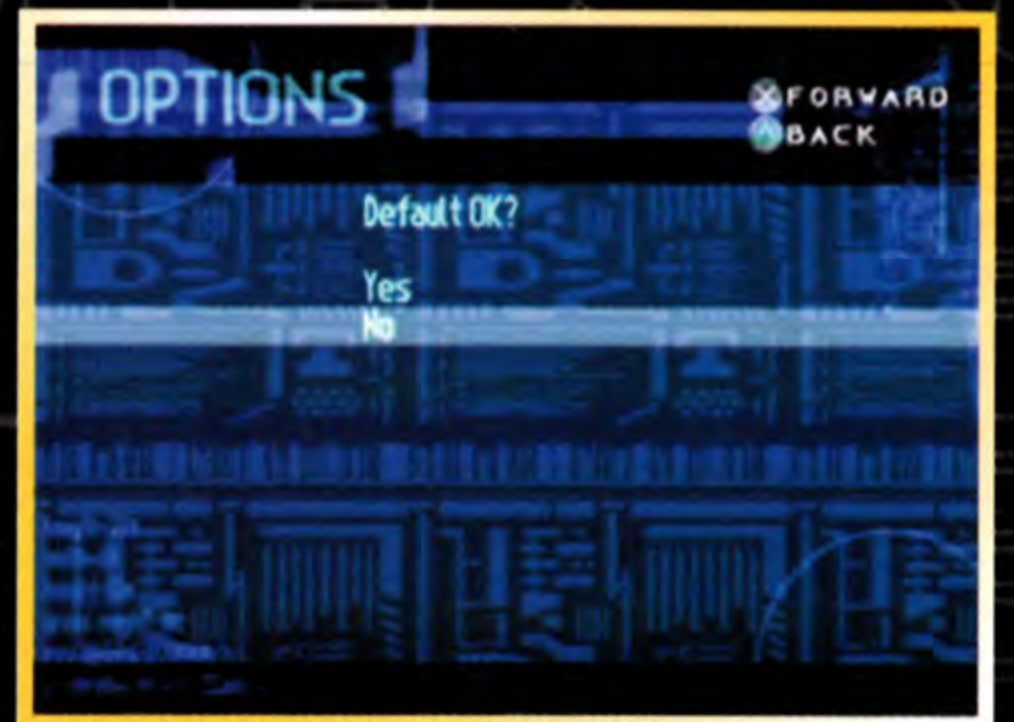 OPTIONS
FORWARD
BACK
Default OK?
Yes
No